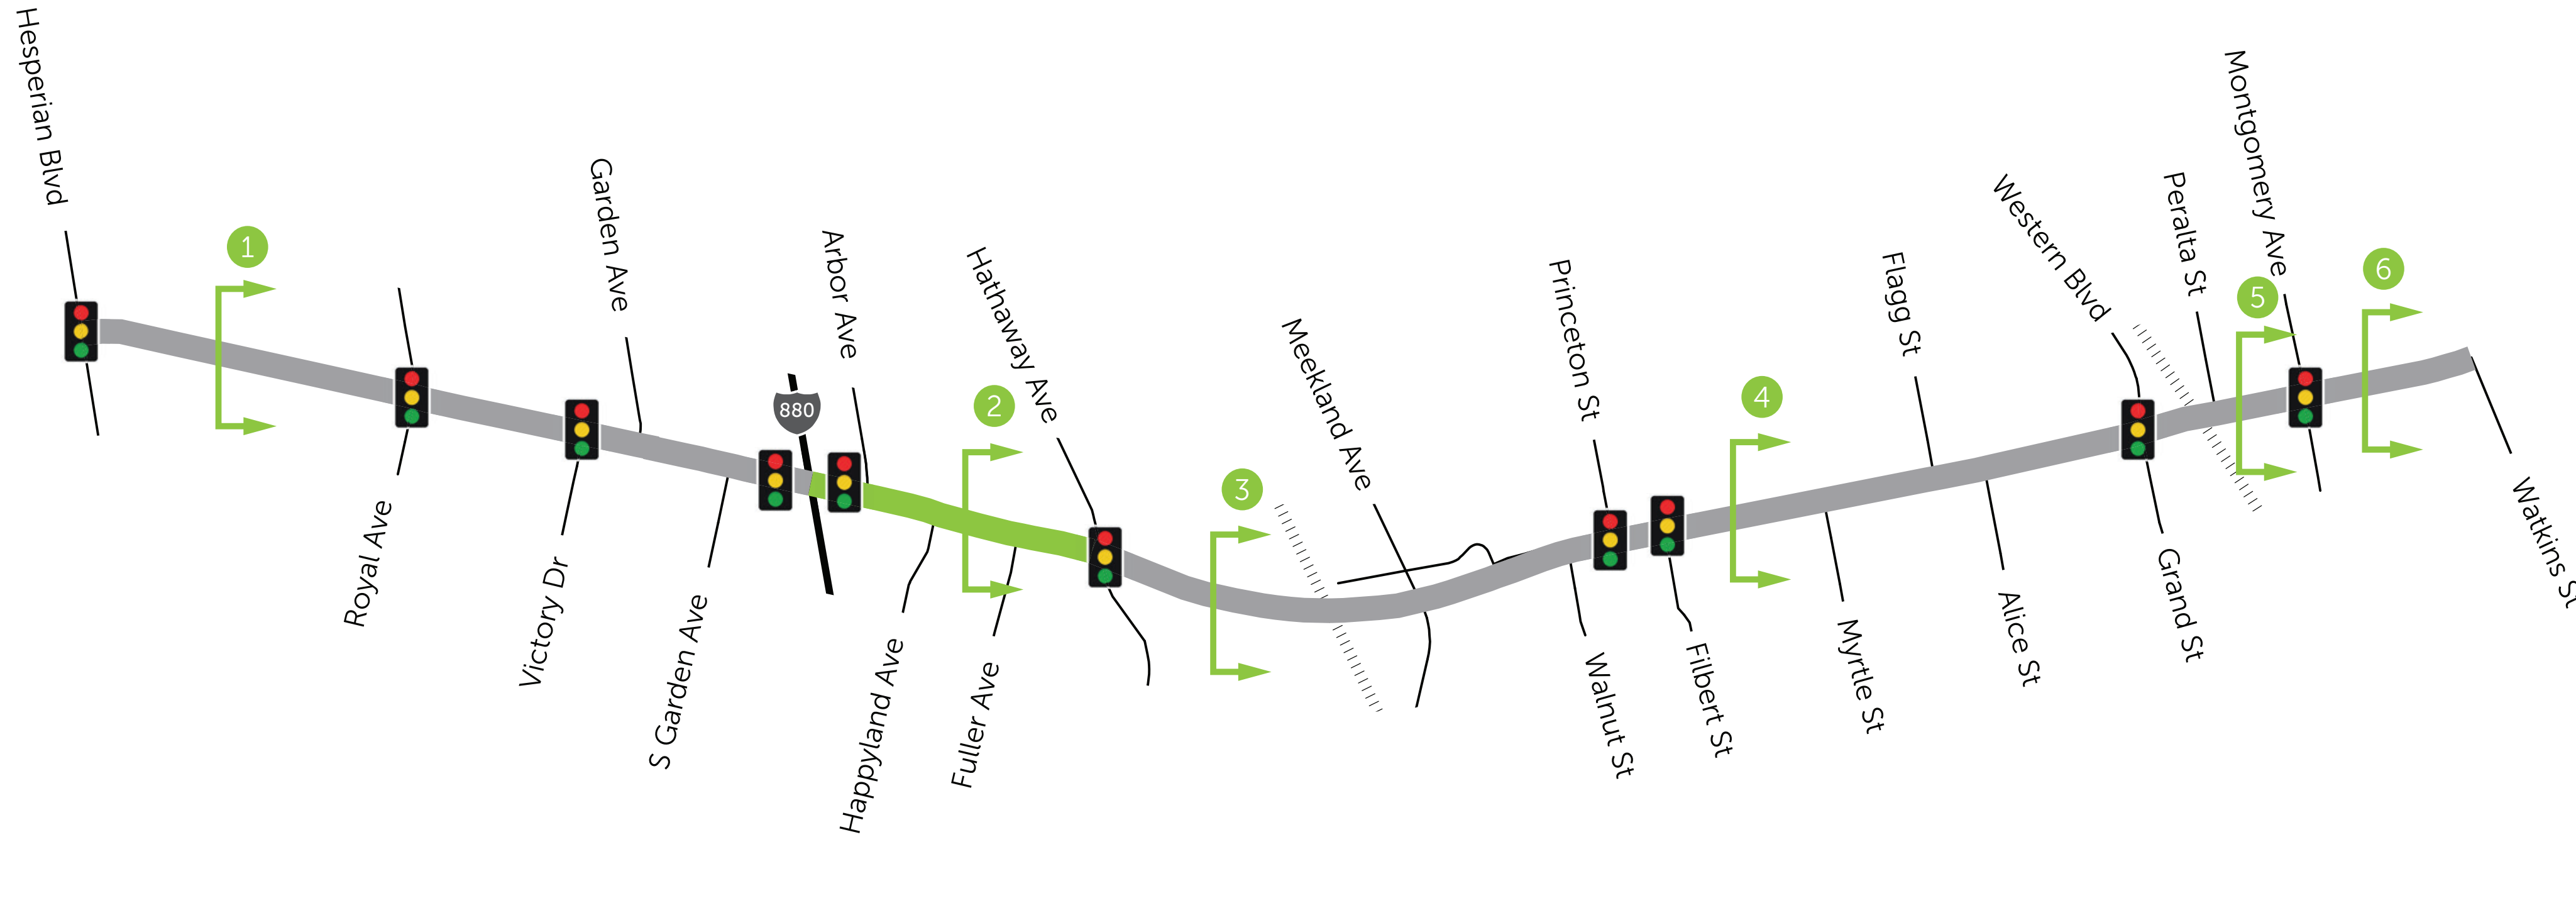 Hesperian Blvd
1
Royal Ave
Victory Dr
Garden Ave
S Garden Ave
880
Arbor Ave
Happyland Ave
2
Fuller Ave
Hathaway Ave
3
Meekland Ave
Princeton St
Walnut St
Filbert St
4
Myrtle St
Flagg St
Alice St
Western Blvd
Grand St
Peralta St
5
Montgomery Ave
6
Watkins St